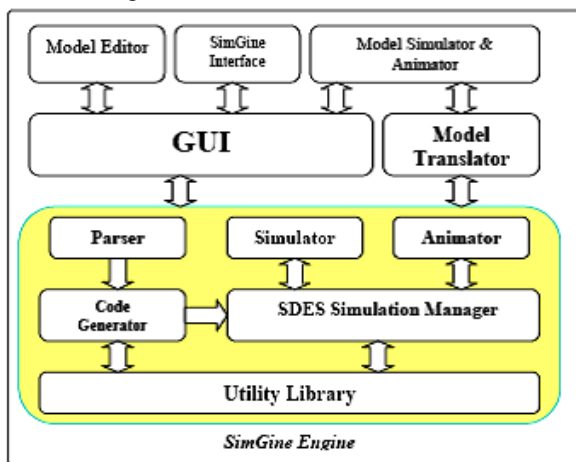 Model Editor
SimGine
Interface
Model Simulator &
Animator
GUI
Model
Translator
Parser
Simulator
Animator
Code
Generator
SDES Simulation Manager
Utility Library
SimGine Engine